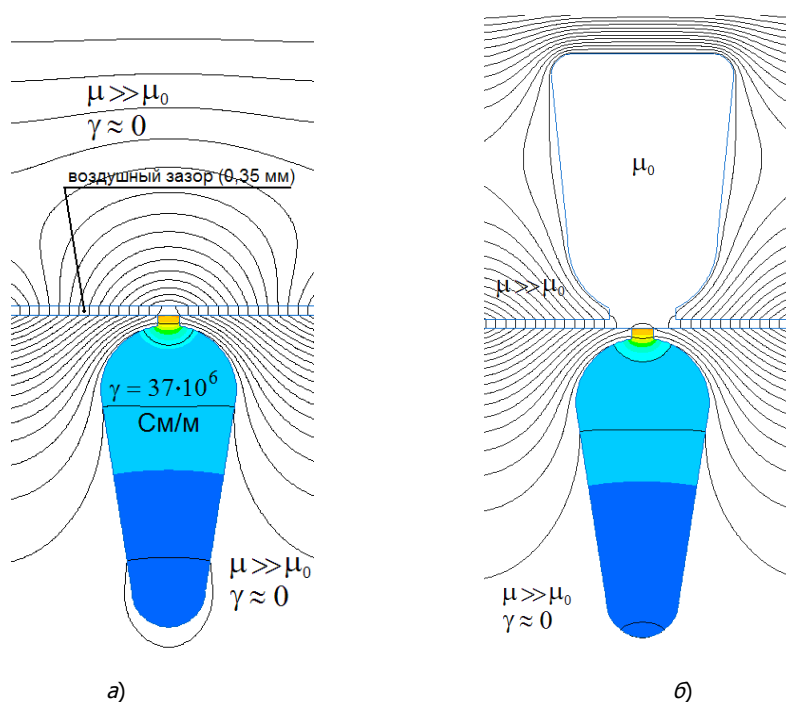 μ>>μ₀
γ ≈ 0
воздушный зазор (0,35 мм)
γ = 37·10⁶
См/м
μ>>μ₀
γ ≈ 0
а)
μ₀
μ>>μ₀
μ>>μ₀
γ ≈ 0
б)